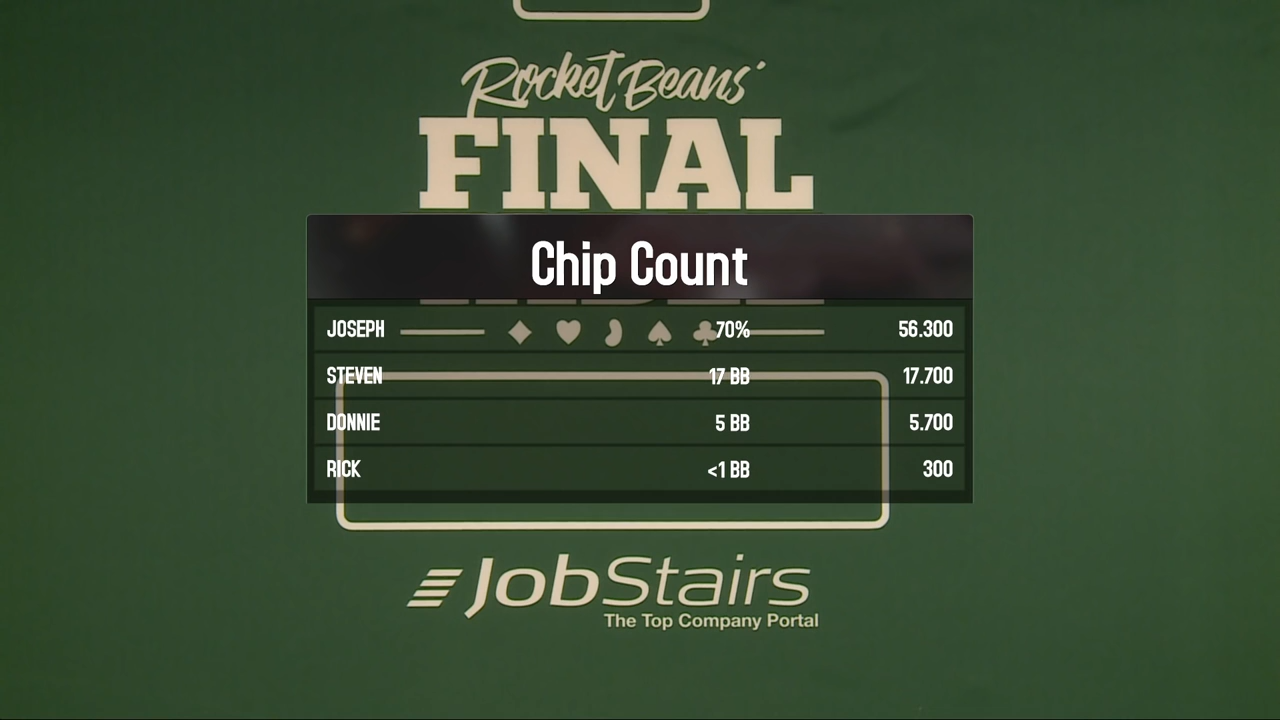 Rocket Beans'
FINAL
Chip Count
JOSEPH 70% 56.300
STEVEN 17 BB 17.700
DONNIE 5 BB 5.700
RICK <1 BB 300
JobStairs
The Top Company Portal